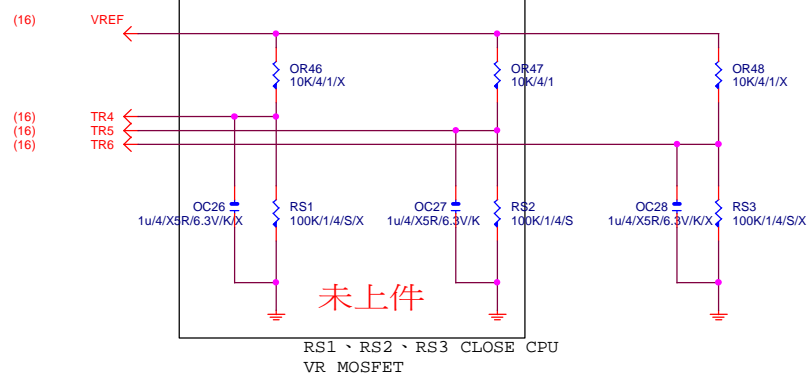 (16) VREF
OR46
10K/4/1/X
OR47
10K/4/1
OR48
10K/4/1/X
(16) TR4
(16) TR5
(16) TR6
OC26
1u/4/X5R/6.3V/K/X
RS1
100K/1/4/S/X
OC27
1u/4/X5R/6.3V/K
RS2
100K/1/4/S
OC28
1u/4/X5R/6.3V/K/X
RS3
100K/1/4/S/X
未上件
RS1、RS2、RS3 CLOSE CPU
VR MOSFET